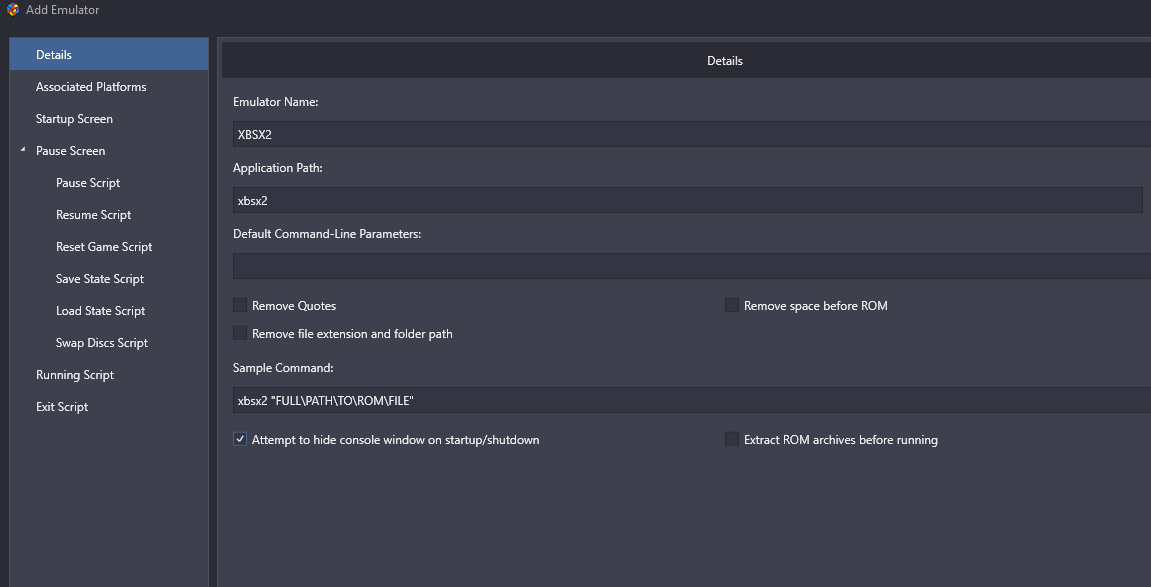 Add Emulator
Details
Associated Platforms
Startup Screen
Pause Screen
Pause Script
Resume Script
Reset Game Script
Save State Script
Load State Script
Swap Discs Script
Running Script
Exit Script
Details
Emulator Name:
XBSX2
Application Path:
xbsx2
Default Command-Line Parameters:
Remove Quotes
Remove space before ROM
Remove file extension and folder path
Sample Command:
xbsx2 "FULL\PATH\TO\ROM\FILE"
Attempt to hide console window on startup/shutdown
Extract ROM archives before running